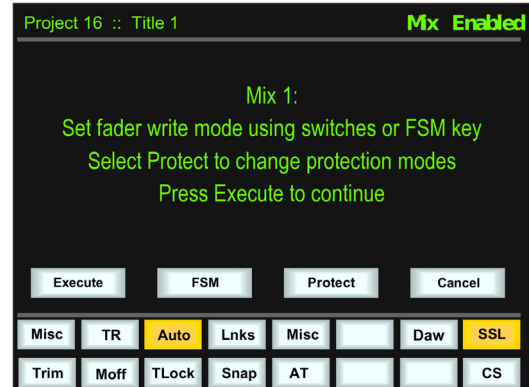 Project 16 :: Title 1
Mix Enabled
Mix 1:
Set fader write mode using switches or FSM key
Select Protect to change protection modes
Press Execute to continue
Execute FSM Protect Cancel
Misc TR Auto Lnks Misc Daw SSL
Trim Moff TLock Snap AT CS